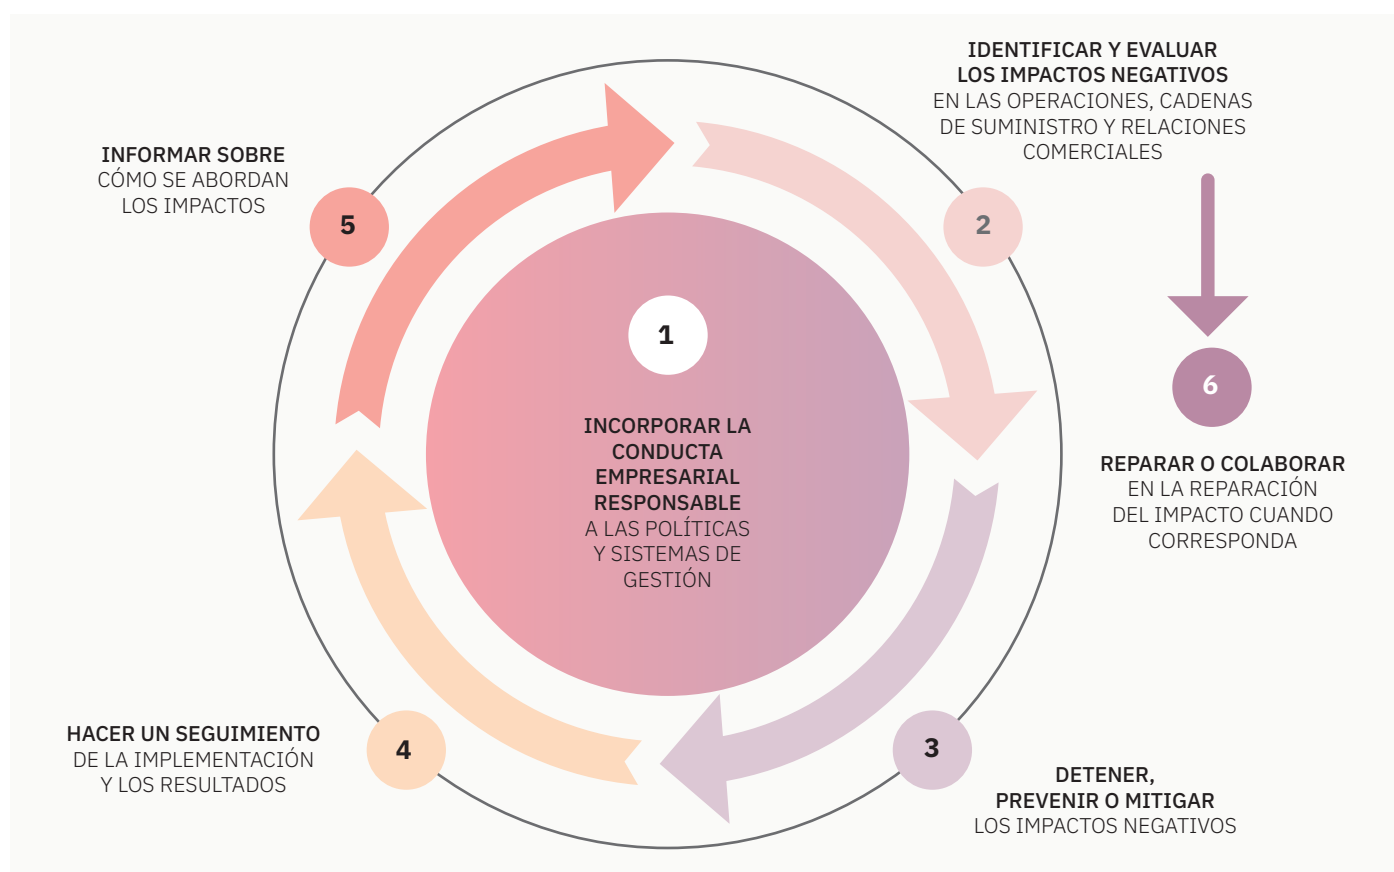 1
INCORPORAR LA
CONDUCTA
EMPRESARIAL
RESPONSABLE
A LAS POLÍTICAS
Y SISTEMAS DE
GESTIÓN
2
IDENTIFICAR Y EVALUAR
LOS IMPACTOS NEGATIVOS
EN LAS OPERACIONES, CADENAS
DE SUMINISTRO Y RELACIONES
COMERCIALES
3
DETENER,
PREVENIR O MITIGAR
LOS IMPACTOS NEGATIVOS
4
HACER UN SEGUIMIENTO
DE LA IMPLEMENTACIÓN
Y LOS RESULTADOS
5
INFORMAR SOBRE
CÓMO SE ABORDAN
LOS IMPACTOS
6
REPARAR O COLABORAR
EN LA REPARACIÓN
DEL IMPACTO CUANDO
CORRESPONDA